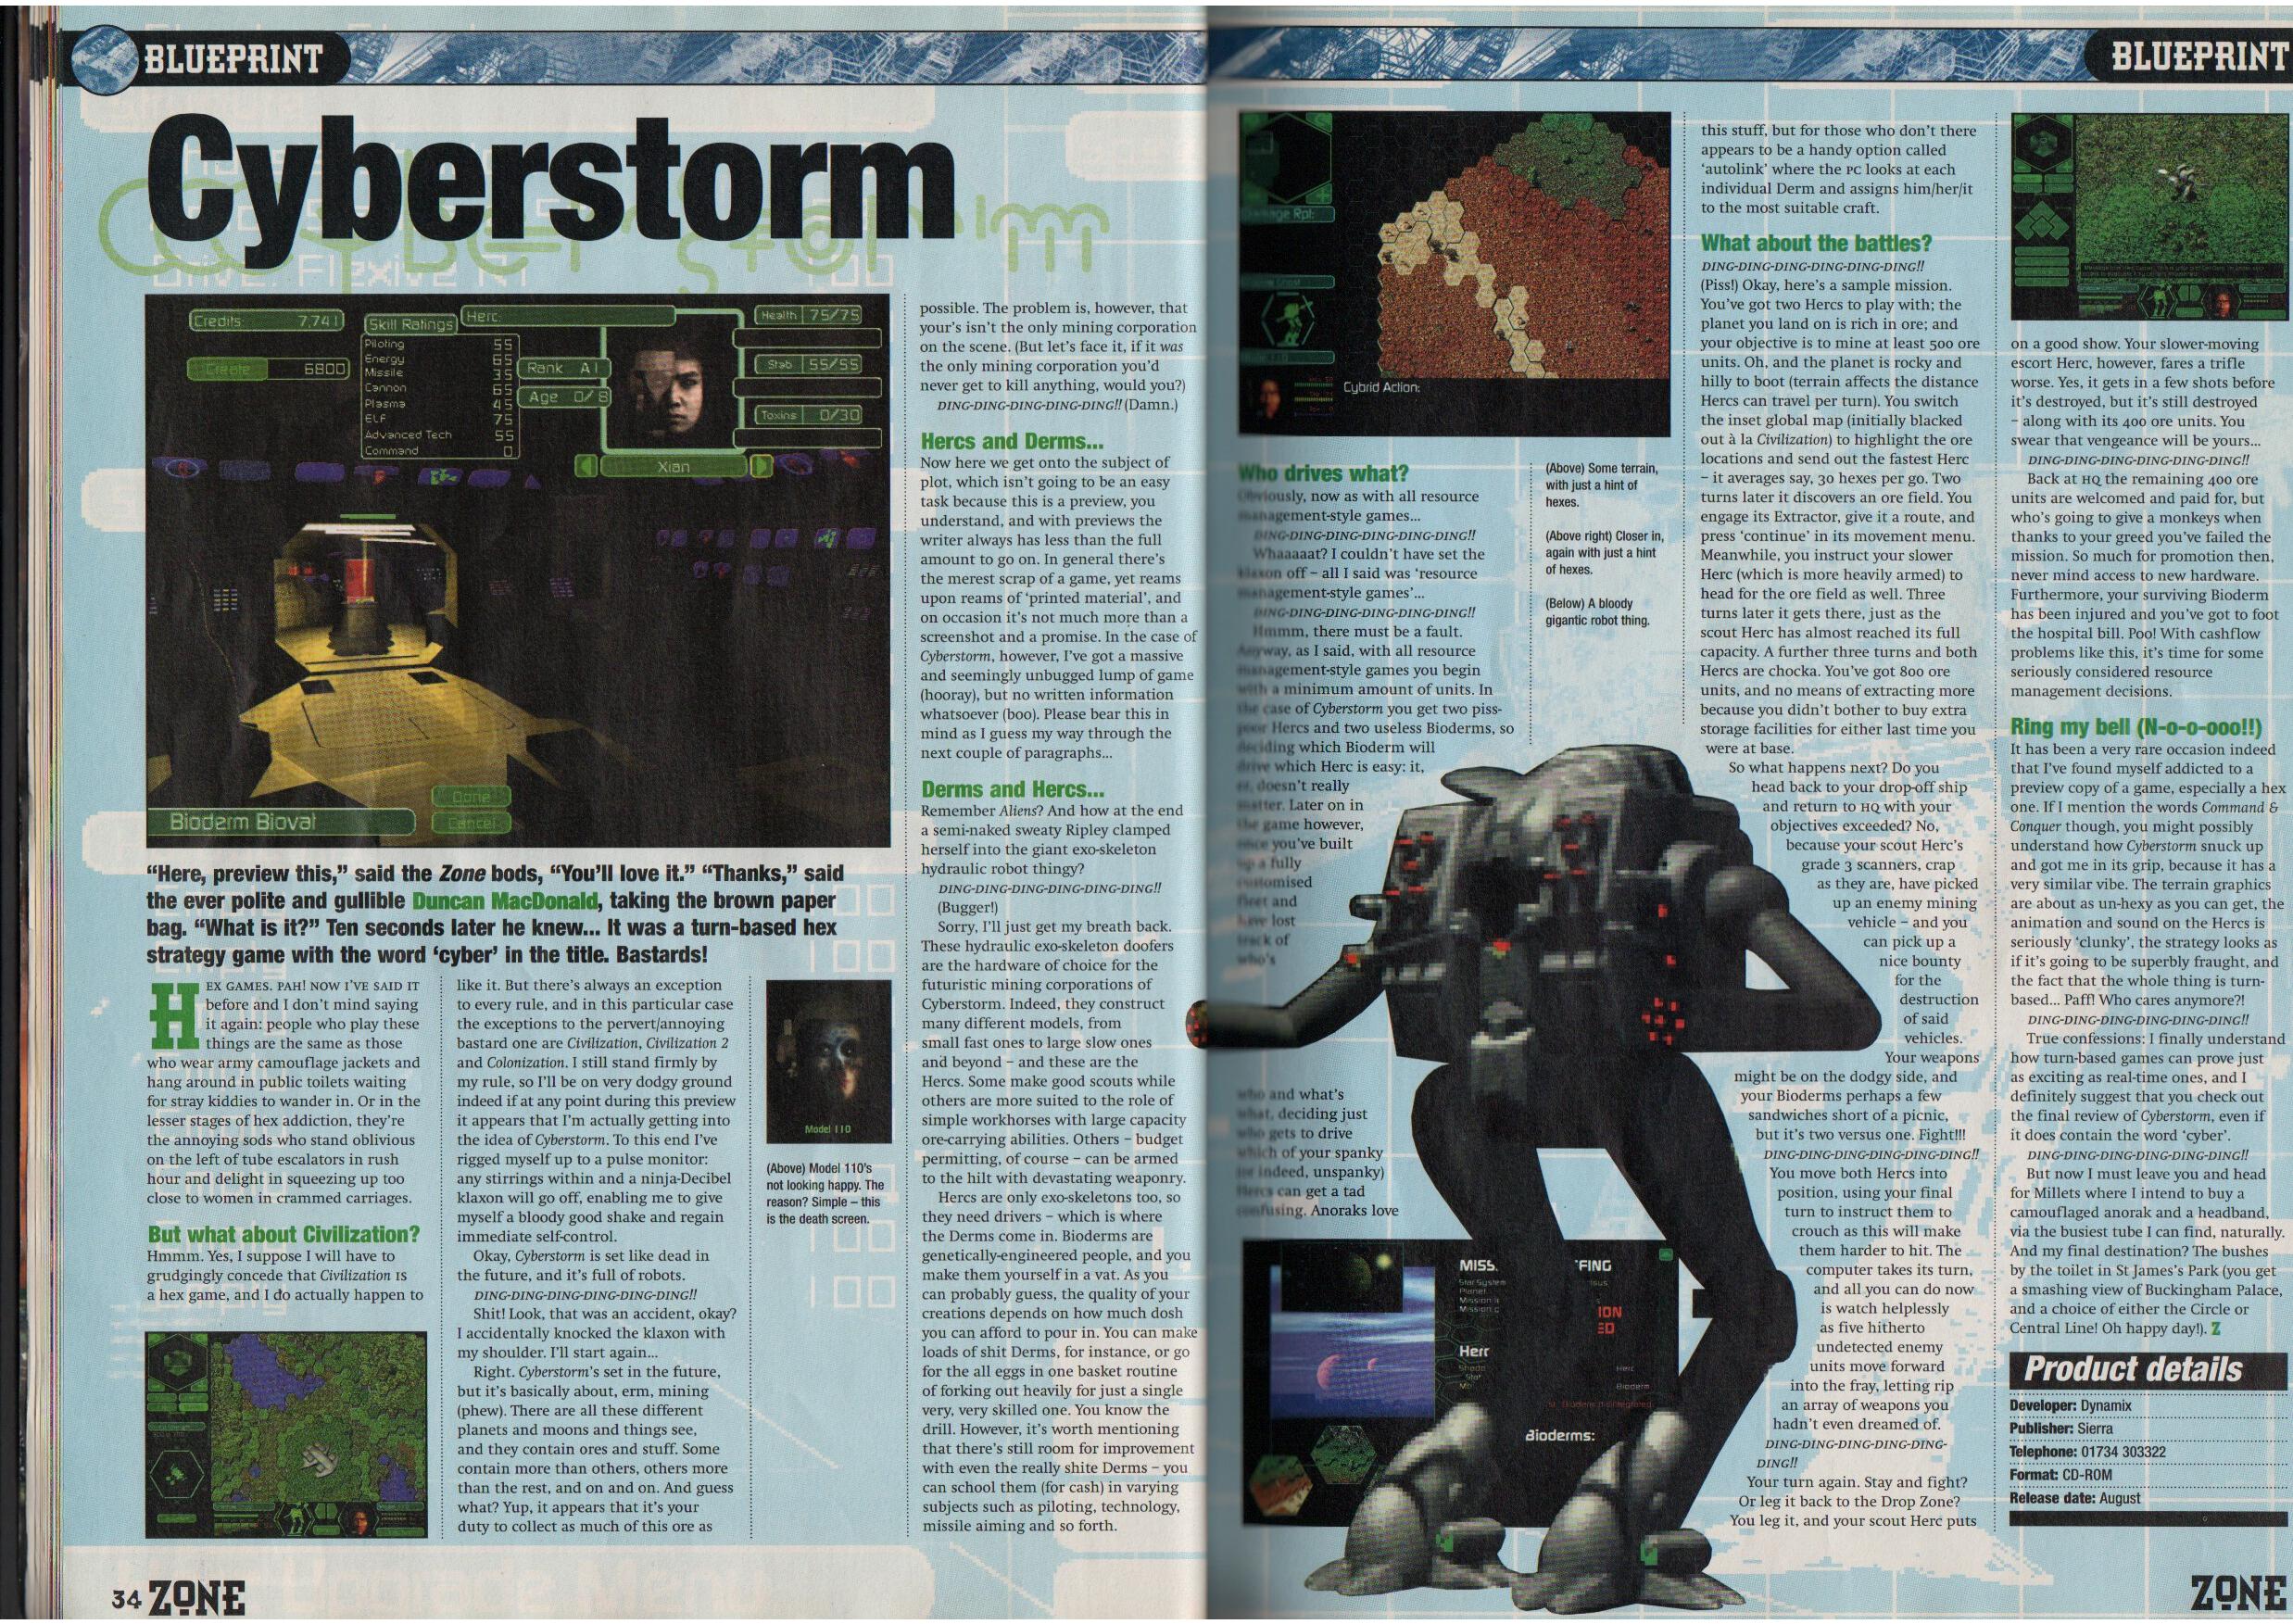 BLUEPRINT
Cyberstorm
Credits: 7,741
Create 6800
Skill Ratings
Piloting 55
Energy 65
Missile 35
Cannon 65
Plasma 45
ELF 75
Advanced Tech 55
Command 0
Herc:
Rank A1
Age 0/8
Health 75/75
Stab 55/55
Toxins 0/30
Xian
Done
Cancel
Bioderm Biovat
“Here, preview this,” said the Zone bods, “You’ll love it.” “Thanks,” said
the ever polite and gullible Duncan MacDonald, taking the brown paper
bag. “What is it?” Ten seconds later he knew... It was a turn-based hex
strategy game with the word ‘cyber’ in the title. Bastards!
HEX GAMES. PAH! NOW I’VE SAID IT
before and I don’t mind saying
it again: people who play these
things are the same as those
who wear army camouflage jackets and
hang around in public toilets waiting
for stray kiddies to wander in. Or in the
lesser stages of hex addiction, they’re
the annoying sods who stand oblivious
on the left of tube escalators in rush
hour and delight in squeezing up too
close to women in crammed carriages.
But what about Civilization?
Hmmm. Yes, I suppose I will have to
grudgingly concede that Civilization IS
a hex game, and I do actually happen to
like it. But there’s always an exception
to every rule, and in this particular case
the exceptions to the pervert/annoying
bastard one are Civilization, Civilization 2
and Colonization. I still stand firmly by
my rule, so I’ll be on very dodgy ground
indeed if at any point during this preview
it appears that I’m actually getting into
the idea of Cyberstorm. To this end I’ve
rigged myself up to a pulse monitor:
any stirrings within and a ninja-Decibel
klaxon will go off, enabling me to give
myself a bloody good shake and regain
immediate self-control.
Okay, Cyberstorm is set like dead in
the future, and it’s full of robots.
DING-DING-DING-DING-DING-DING!!
Shit! Look, that was an accident, okay?
I accidentally knocked the klaxon with
my shoulder. I’ll start again...
Right. Cyberstorm’s set in the future,
but it’s basically about, erm, mining
(phew). There are all these different
planets and moons and things see,
and they contain ores and stuff. Some
contain more than others, others more
than the rest, and on and on. And guess
what? Yup, it appears that it’s your
duty to collect as much of this ore as
Model 110
(Above) Model 110’s
not looking happy. The
reason? Simple – this
is the death screen.
possible. The problem is, however, that
your’s isn’t the only mining corporation
on the scene. (But let’s face it, if it was
the only mining corporation you’d
never get to kill anything, would you?)
DING-DING-DING-DING-DING!! (Damn.)
Hercs and Derms...
Now here we get onto the subject of
plot, which isn’t going to be an easy
task because this is a preview, you
understand, and with previews the
writer always has less than the full
amount to go on. In general there’s
the merest scrap of a game, yet reams
upon reams of ‘printed material’, and
on occasion it’s not much more than a
screenshot and a promise. In the case of
Cyberstorm, however, I’ve got a massive
and seemingly unbugged lump of game
(hooray), but no written information
whatsoever (boo). Please bear this in
mind as I guess my way through the
next couple of paragraphs...
Derms and Hercs...
Remember Aliens? And how at the end
a semi-naked sweaty Ripley clamped
herself into the giant exo-skeleton
hydraulic robot thingy?
DING-DING-DING-DING-DING-DING!!
(Bugger!)
Sorry, I’ll just get my breath back.
These hydraulic exo-skeleton doofers
are the hardware of choice for the
futuristic mining corporations of
Cyberstorm. Indeed, they construct
many different models, from
small fast ones to large slow ones
and beyond – and these are the
Hercs. Some make good scouts while
others are more suited to the role of
simple workhorses with large capacity
ore-carrying abilities. Others – budget
permitting, of course – can be armed
to the hilt with devastating weaponry.
Hercs are only exo-skeletons too, so
they need drivers – which is where
the Derms come in. Bioderms are
genetically-engineered people, and you
make them yourself in a vat. As you
can probably guess, the quality of your
creations depends on how much dosh
you can afford to pour in. You can make
loads of shit Derms, for instance, or go
for the all eggs in one basket routine
of forking out heavily for just a single
very, very skilled one. You know the
drill. However, it’s worth mentioning
that there’s still room for improvement
with even the really shite Derms – you
can school them (for cash) in varying
subjects such as piloting, technology,
missile aiming and so forth.
34 ZONE
BLUEPRINT
Cybrid Action:
Who drives what?
Obviously, now as with all resource
management-style games...
DING-DING-DING-DING-DING-DING!!
Whaaaaat? I couldn’t have set the
klaxon off – all I said was ‘resource
management-style games’...
DING-DING-DING-DING-DING-DING!!
Hmmm, there must be a fault.
Anyway, as I said, with all resource
management-style games you begin
with a minimum amount of units. In
the case of Cyberstorm you get two piss-
poor Hercs and two useless Bioderms, so
deciding which Bioderm will
drive which Herc is easy: it,
er, doesn’t really
matter. Later on in
the game however,
once you’ve built
up a fully
customised
fleet and
have lost
track of
who’s
who and what’s
what, deciding just
who gets to drive
which of your spanky
(or indeed, unspanky)
Hercs can get a tad
confusing. Anoraks love
(Above) Some terrain,
with just a hint of
hexes.
(Above right) Closer in,
again with just a hint
of hexes.
(Below) A bloody
gigantic robot thing.
MISS. FING
Star System
Planet
ION
ED
Herc
Bioderm
Bioderms:
this stuff, but for those who don’t there
appears to be a handy option called
‘autolink’ where the PC looks at each
individual Derm and assigns him/her/it
to the most suitable craft.
What about the battles?
DING-DING-DING-DING-DING-DING!!
(Piss!) Okay, here’s a sample mission.
You’ve got two Hercs to play with; the
planet you land on is rich in ore; and
your objective is to mine at least 500 ore
units. Oh, and the planet is rocky and
hilly to boot (terrain affects the distance
Hercs can travel per turn). You switch
the inset global map (initially blacked
out à la Civilization) to highlight the ore
locations and send out the fastest Herc
– it averages say, 30 hexes per go. Two
turns later it discovers an ore field. You
engage its Extractor, give it a route, and
press ‘continue’ in its movement menu.
Meanwhile, you instruct your slower
Herc (which is more heavily armed) to
head for the ore field as well. Three
turns later it gets there, just as the
scout Herc has almost reached its full
capacity. A further three turns and both
Hercs are chocka. You’ve got 800 ore
units, and no means of extracting more
because you didn’t bother to buy extra
storage facilities for either last time you
were at base.
So what happens next? Do you
head back to your drop-off ship
and return to HQ with your
objectives exceeded? No,
because your scout Herc’s
grade 3 scanners, crap
as they are, have picked
up an enemy mining
vehicle – and you
can pick up a
nice bounty
for the
destruction
of said
vehicles.
Your weapons
might be on the dodgy side, and
your Bioderms perhaps a few
sandwiches short of a picnic,
but it’s two versus one. Fight!!!
DING-DING-DING-DING-DING-DING!!
You move both Hercs into
position, using your final
turn to instruct them to
crouch as this will make
them harder to hit. The
computer takes its turn,
and all you can do now
is watch helplessly
as five hitherto
undetected enemy
units move forward
into the fray, letting rip
an array of weapons you
hadn’t even dreamed of.
DING-DING-DING-DING-DING-
DING!!
Your turn again. Stay and fight?
Or leg it back to the Drop Zone?
You leg it, and your scout Herc puts
on a good show. Your slower-moving
escort Herc, however, fares a trifle
worse. Yes, it gets in a few shots before
it’s destroyed, but it’s still destroyed
– along with its 400 ore units. You
swear that vengeance will be yours...
DING-DING-DING-DING-DING-DING!!
Back at HQ the remaining 400 ore
units are welcomed and paid for, but
who’s going to give a monkeys when
thanks to your greed you’ve failed the
mission. So much for promotion then,
never mind access to new hardware.
Furthermore, your surviving Bioderm
has been injured and you’ve got to foot
the hospital bill. Poo! With cashflow
problems like this, it’s time for some
seriously considered resource
management decisions.
Ring my bell (N-o-o-ooo!!)
It has been a very rare occasion indeed
that I’ve found myself addicted to a
preview copy of a game, especially a hex
one. If I mention the words Command &
Conquer though, you might possibly
understand how Cyberstorm snuck up
and got me in its grip, because it has a
very similar vibe. The terrain graphics
are about as un-hexy as you can get, the
animation and sound on the Hercs is
seriously ‘clunky’, the strategy looks as
if it’s going to be superbly fraught, and
the fact that the whole thing is turn-
based... Paff! Who cares anymore?!
DING-DING-DING-DING-DING-DING!!
True confessions: I finally understand
how turn-based games can prove just
as exciting as real-time ones, and I
definitely suggest that you check out
the final review of Cyberstorm, even if
it does contain the word ‘cyber’.
DING-DING-DING-DING-DING-DING!!
But now I must leave you and head
for Millets where I intend to buy a
camouflaged anorak and a headband,
via the busiest tube I can find, naturally.
And my final destination? The bushes
by the toilet in St James’s Park (you get
a smashing view of Buckingham Palace,
and a choice of either the Circle or
Central Line! Oh happy day!). Z
Product details
Developer: Dynamix
Publisher: Sierra
Telephone: 01734 303322
Format: CD-ROM
Release date: August
ZONE